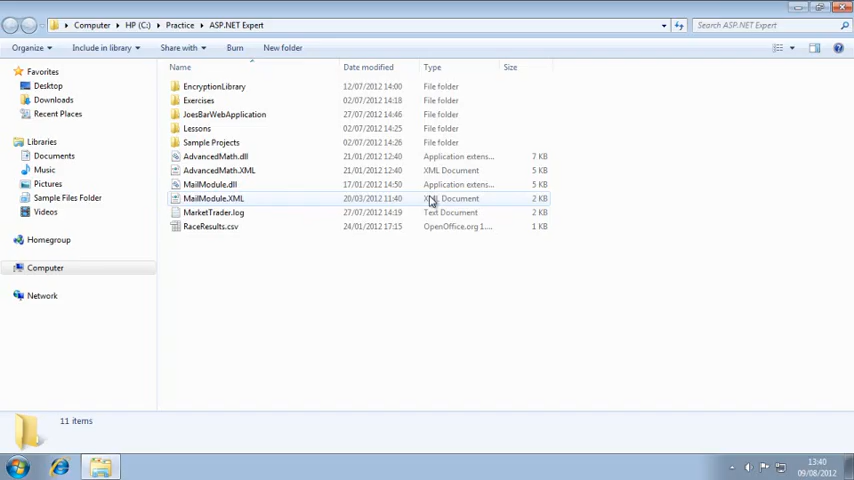 Computer ▸ HP (C:) ▸ Practice ▸ ASP.NET Expert
Search ASP.NET Expert
Organize Include in library Share with Burn New folder
Name Date modified Type Size
Favorites
Desktop
Downloads
Recent Places
Libraries
Documents
Music
Pictures
Sample Files Folder
Videos
Homegroup
Computer
Network
EncryptionLibrary 12/07/2012 14:00 File folder
Exercises 02/07/2012 14:18 File folder
JoesBarWebApplication 27/07/2012 14:46 File folder
Lessons 02/07/2012 14:25 File folder
Sample Projects 02/07/2012 14:26 File folder
AdvancedMath.dll 21/01/2012 12:40 Application extens... 7 KB
AdvancedMath.XML 21/01/2012 12:40 XML Document 5 KB
MailModule.dll 17/01/2012 14:50 Application extens... 5 KB
MailModule.XML 20/03/2012 11:40 XML Document 2 KB
MarketTrader.log 27/07/2012 14:19 Text Document 2 KB
RaceResults.csv 24/01/2012 17:15 OpenOffice.org 1.... 1 KB
11 items
13:40
09/08/2012